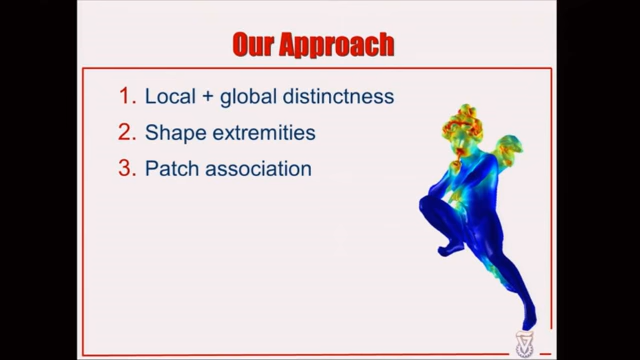 Our Approach
1. Local + global distinctness
2. Shape extremities
3. Patch association